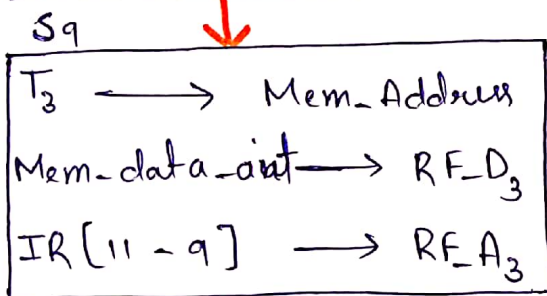 S9
T3 → Mem_Address
Mem_data_out → RF_D3
IR[11-9] → RF_A3